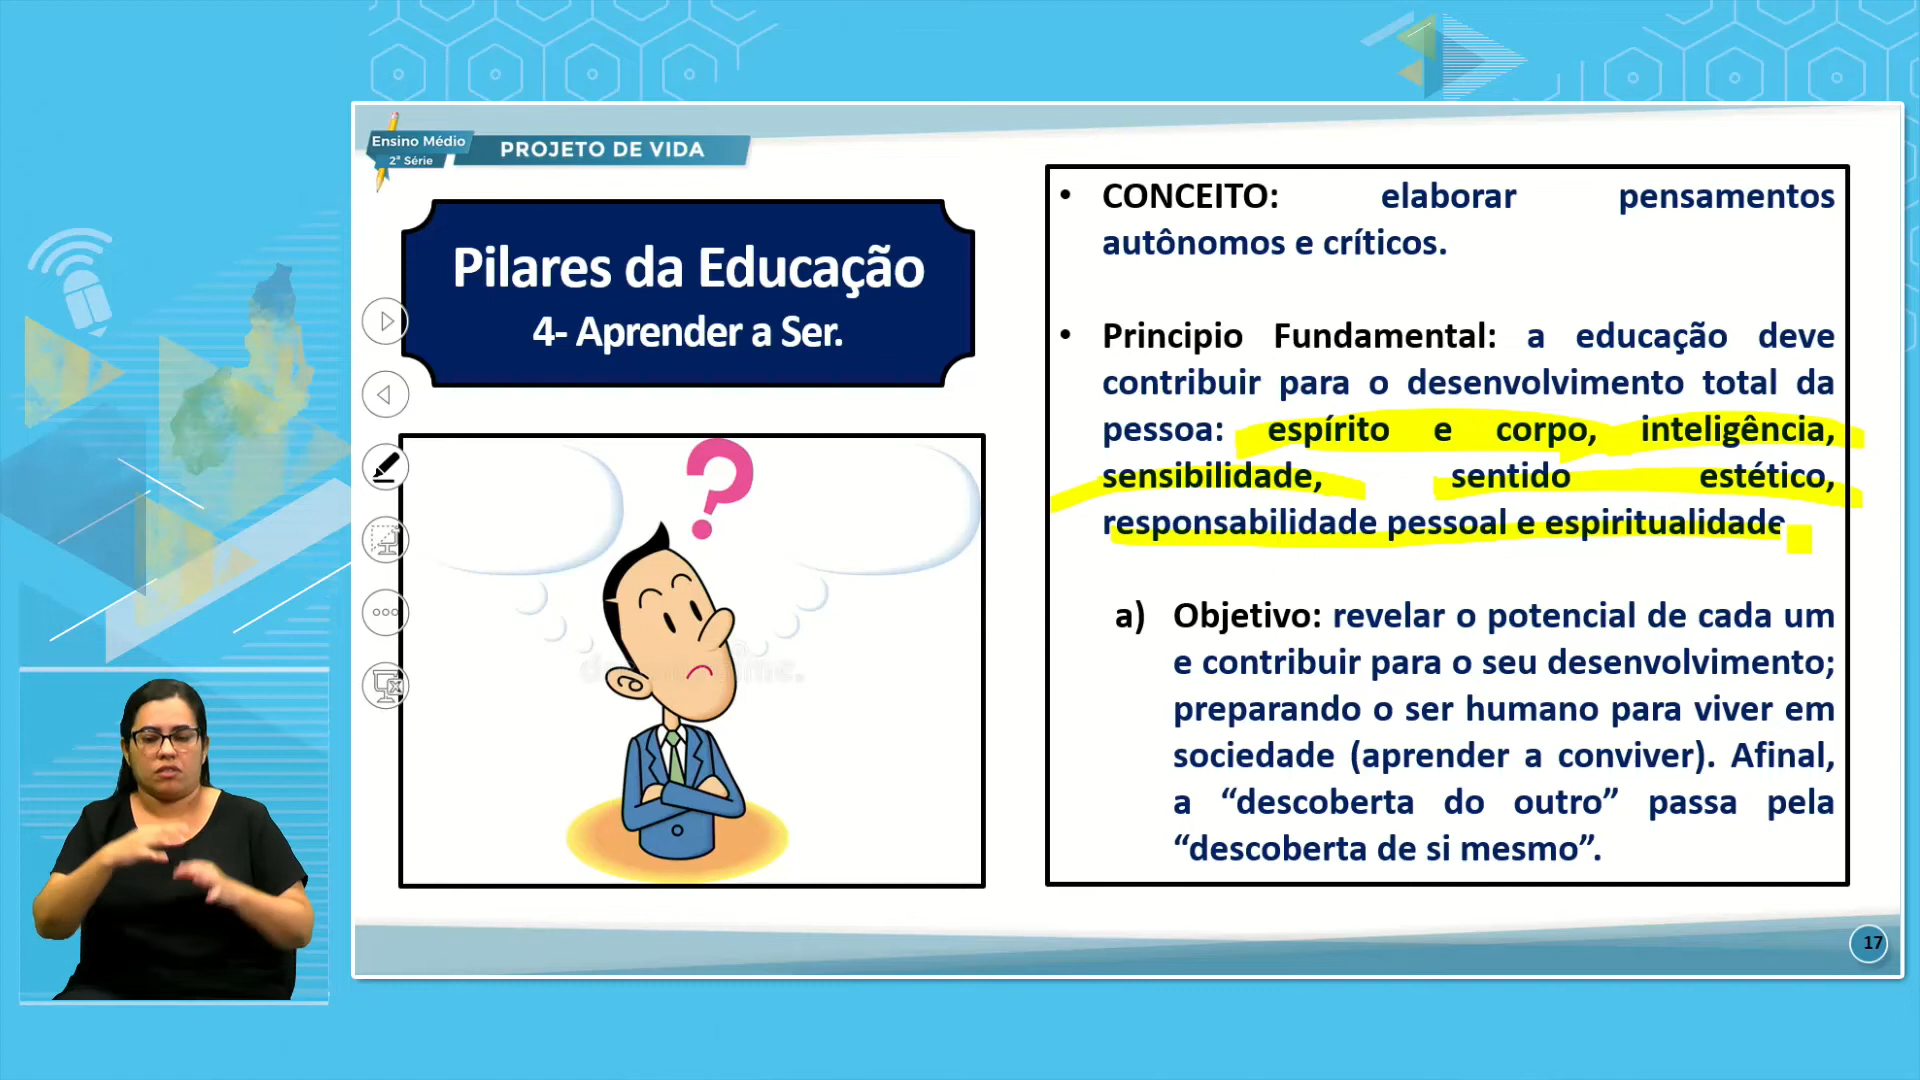 Ensino Médio
2ª Série
PROJETO DE VIDA
Pilares da Educação
4- Aprender a Ser.
• CONCEITO: elaborar pensamentos
autônomos e críticos.
• Principio Fundamental: a educação deve
contribuir para o desenvolvimento total da
pessoa: espírito e corpo, inteligência,
sensibilidade, sentido estético,
responsabilidade pessoal e espiritualidade
a) Objetivo: revelar o potencial de cada um
e contribuir para o seu desenvolvimento;
preparando o ser humano para viver em
sociedade (aprender a conviver). Afinal,
a “descoberta do outro” passa pela
“descoberta de si mesmo”.
17